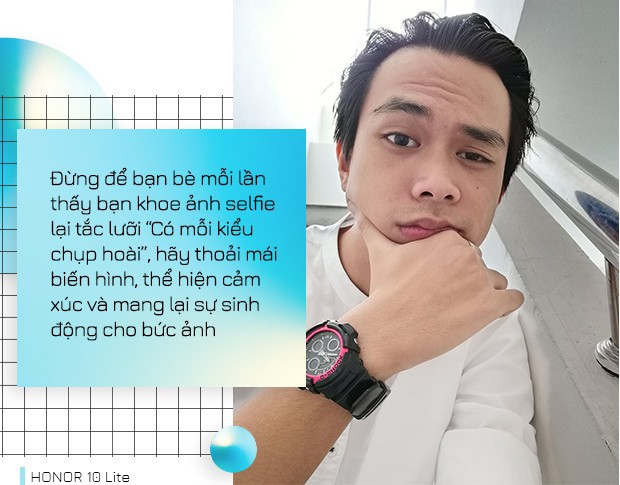 Đừng để bạn bè mỗi lần
thấy bạn khoe ảnh selfie
lại tắc lưỡi “Có mỗi kiểu
chụp hoài”, hãy thoải mái
biến hình, thể hiện cảm
xúc và mang lại sự sinh
động cho bức ảnh
HONOR 10 Lite